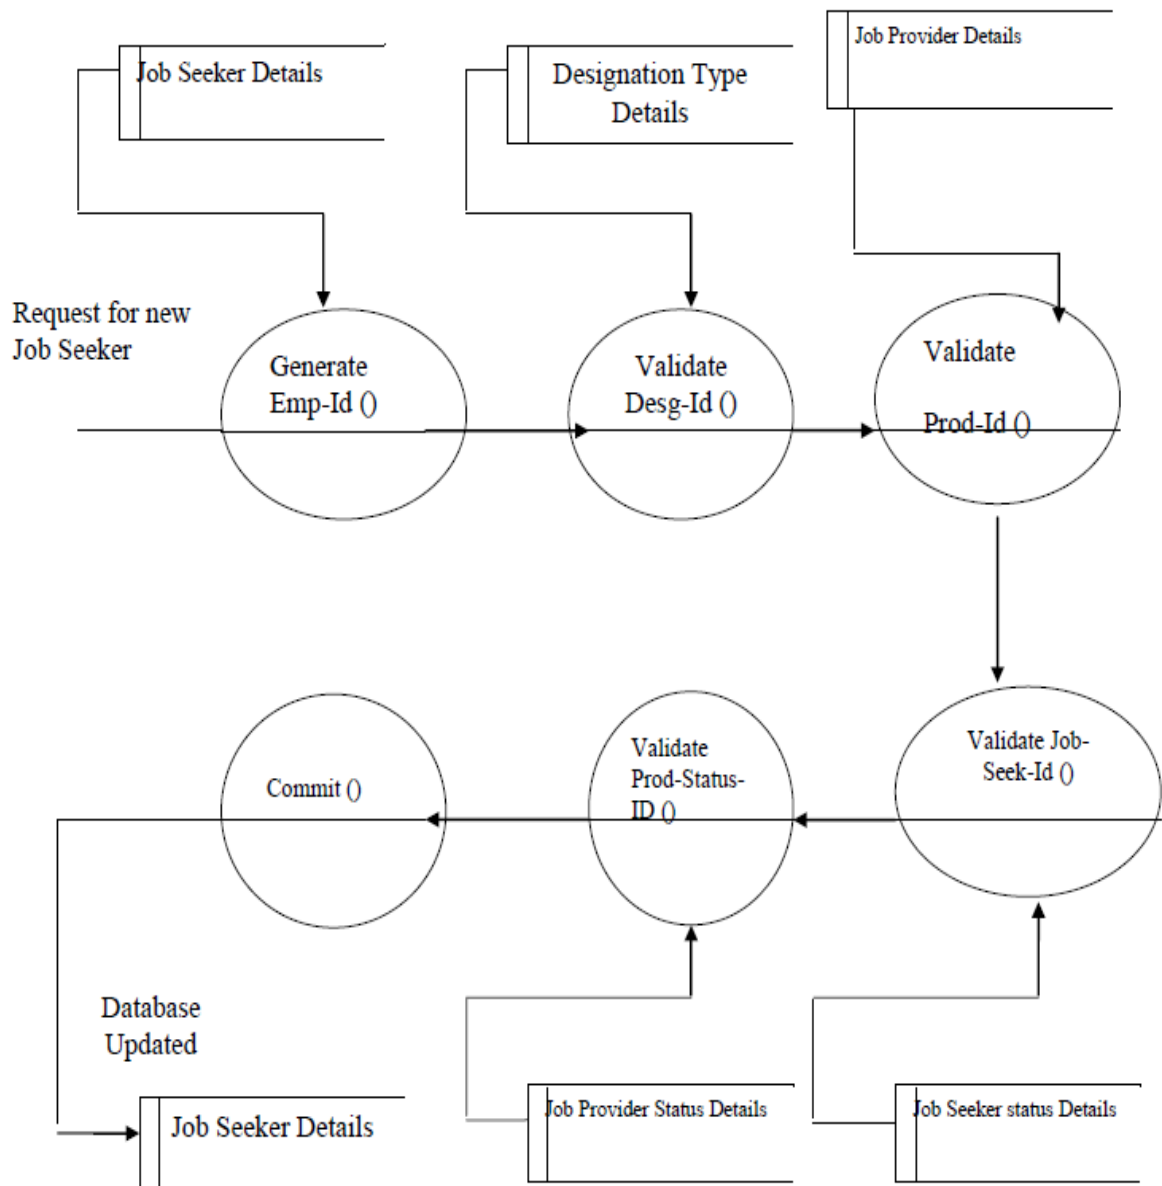 Job Seeker Details
Designation Type
Details
Job Provider Details
Request for new
Job Seeker
Generate
Emp-Id ()
Validate
Desg-Id ()
Validate
Prod-Id ()
Commit ()
Validate
Prod-Status-
ID ()
Validate Job-
Seek-Id ()
Database
Updated
Job Seeker Details
Job Provider Status Details
Job Seeker status Details